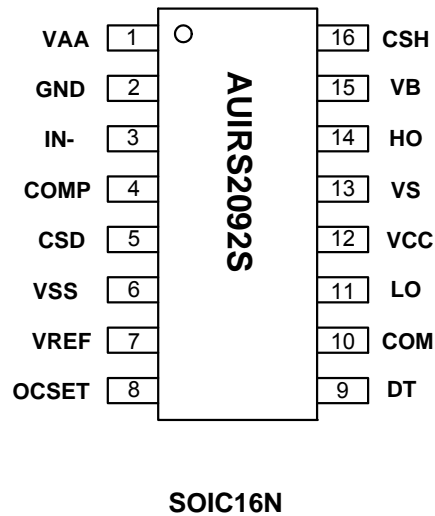 VAA 1 16 CSH
GND 2 15 VB
IN- 3 14 HO
COMP 4 13 VS
CSD 5 12 VCC
VSS 6 11 LO
VREF 7 10 COM
OCSET 8 9 DT
AUIRS2092S
SOIC16N